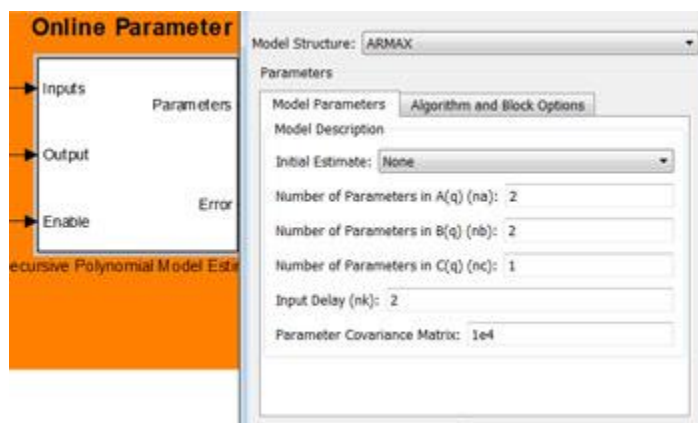 Online Parameter
Inputs
Parameters
Output
Error
Enable
ecursive Polynomial Model Esti
Model Structure: ARMAX
Parameters
Model Parameters Algorithm and Block Options
Model Description
Initial Estimate: None
Number of Parameters in A(q) (na): 2
Number of Parameters in B(q) (nb): 2
Number of Parameters in C(q) (nc): 1
Input Delay (nk): 2
Parameter Covariance Matrix: 1e4